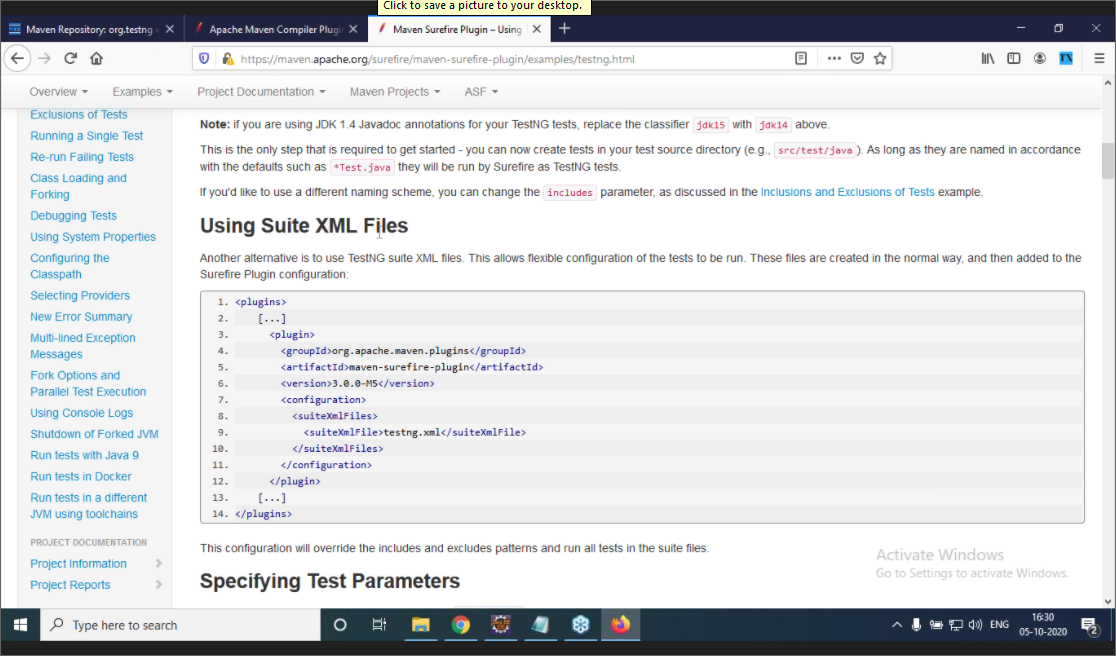 Click to save a picture to your desktop.
Maven Repository: org.testng
Apache Maven Compiler Plugi
Maven Surefire Plugin – Using
https://maven.apache.org/surefire/maven-surefire-plugin/examples/testng.html
Overview
Examples
Project Documentation
Maven Projects
ASF
Exclusions of Tests
Running a Single Test
Re-run Failing Tests
Class Loading and
Forking
Debugging Tests
Using System Properties
Configuring the
Classpath
Selecting Providers
New Error Summary
Multi-lined Exception
Messages
Fork Options and
Parallel Test Execution
Using Console Logs
Shutdown of Forked JVM
Run tests with Java 9
Run tests in Docker
Run tests in a different
JVM using toolchains
PROJECT DOCUMENTATION
Project Information
Project Reports
Note: if you are using JDK 1.4 Javadoc annotations for your TestNG tests, replace the classifier jdk15 with jdk14 above.
This is the only step that is required to get started - you can now create tests in your test source directory (e.g., src/test/java ). As long as they are named in accordance
with the defaults such as *Test.java they will be run by Surefire as TestNG tests.
If you'd like to use a different naming scheme, you can change the includes parameter, as discussed in the Inclusions and Exclusions of Tests example.
Using Suite XML Files
Another alternative is to use TestNG suite XML files. This allows flexible configuration of the tests to be run. These files are created in the normal way, and then added to the
Surefire Plugin configuration:
1. <plugins>
2. [...]
3. <plugin>
4. <groupId>org.apache.maven.plugins</groupId>
5. <artifactId>maven-surefire-plugin</artifactId>
6. <version>3.0.0-M5</version>
7. <configuration>
8. <suiteXmlFiles>
9. <suiteXmlFile>testng.xml</suiteXmlFile>
10. </suiteXmlFiles>
11. </configuration>
12. </plugin>
13. [...]
14. </plugins>
This configuration will override the includes and excludes patterns and run all tests in the suite files.
Specifying Test Parameters
Activate Windows
Go to Settings to activate Windows.
Type here to search
ENG
16:30
05-10-2020
2